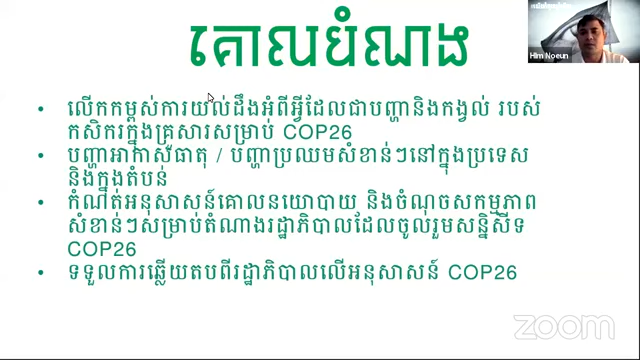 គោលបំណង
Him Noeun
• លើកកម្ពស់ការយល់ដឹងអំពីអ្វីដែលជាបញ្ហានិងកង្វល់ របស់
កសិករក្នុងគ្រួសារសម្រាប់ COP26
• បញ្ហាអាកាសធាតុ / បញ្ហាប្រឈមសំខាន់ៗនៅក្នុងប្រទេស
និងក្នុងតំបន់
• កំណត់អនុសាសន៍គោលនយោបាយ និងចំណុចសកម្មភាព
សំខាន់ៗសម្រាប់តំណាងរដ្ឋាភិបាលដែលចូលរួមសន្និសីទ
COP26
• ទទួលការឆ្លើយតបពីរដ្ឋាភិបាលលើអនុសាសន៍ COP26
zoom